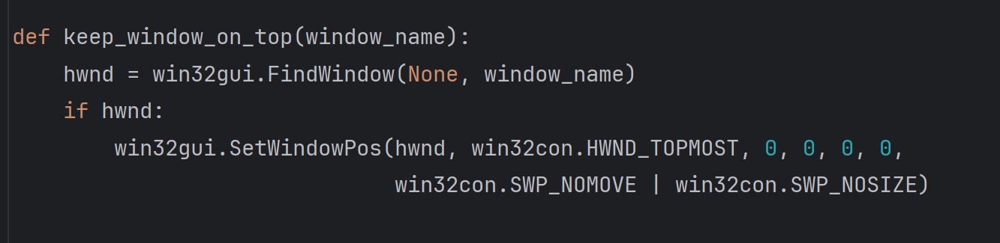 def keep_window_on_top(window_name):
    hwnd = win32gui.FindWindow(None, window_name)
    if hwnd:
        win32gui.SetWindowPos(hwnd, win32con.HWND_TOPMOST, 0, 0, 0, 0,
                              win32con.SWP_NOMOVE | win32con.SWP_NOSIZE)